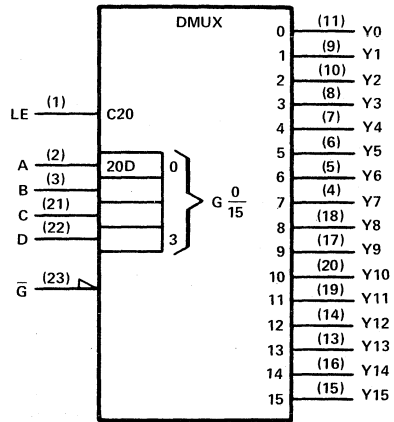 DMUX
0 (11) Y0
1 (9) Y1
2 (10) Y2
3 (8) Y3
LE (1) C20
4 (7) Y4
5 (6) Y5
A (2) 20D 0
6 (5) Y6
B (3)
G 0/15
7 (4) Y7
C (21)
8 (18) Y8
D (22) 3
9 (17) Y9
10 (20) Y10
G̅ (23)
11 (19) Y11
12 (14) Y12
13 (13) Y13
14 (16) Y14
15 (15) Y15